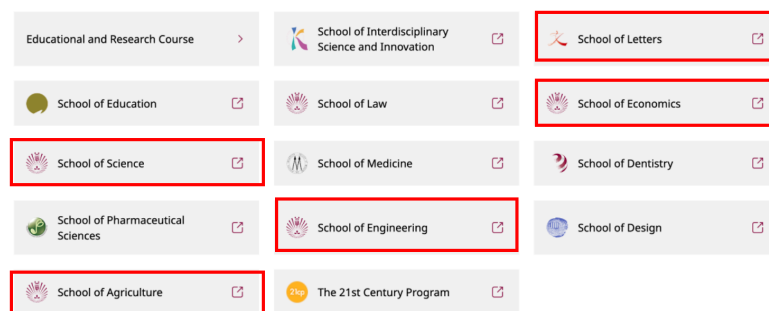 Educational and Research Course
School of Interdisciplinary
Science and Innovation
文
School of Letters
School of Education
School of Law
School of Economics
School of Science
M
School of Medicine
School of Dentistry
School of Pharmaceutical
Sciences
School of Engineering
School of Design
School of Agriculture
21cp
The 21st Century Program